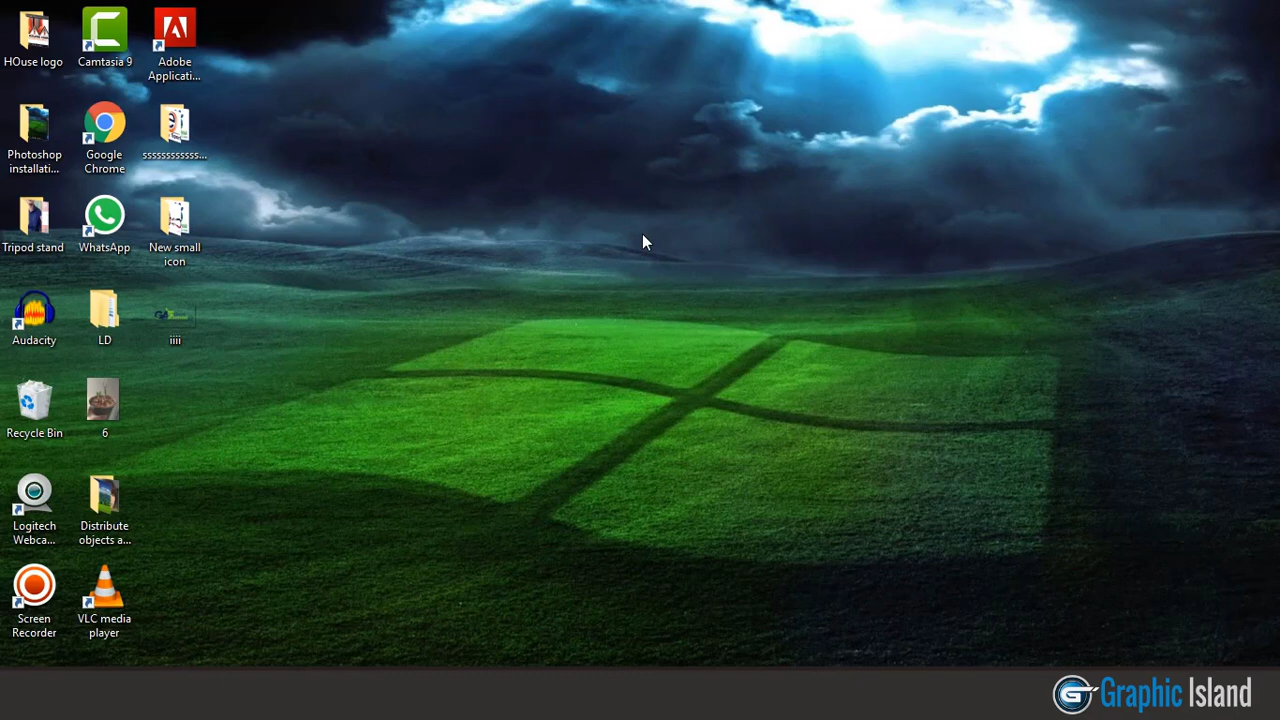 HOuse logo
Camtasia 9
Adobe
Applicati...
Photoshop
installati...
Google
Chrome
ssssssssssss...
Tripod stand
WhatsApp
New small
icon
Audacity
LD
iiii
Recycle Bin
6
Logitech
Webca...
Distribute
objects a...
Screen
Recorder
VLC media
player
Graphic Island